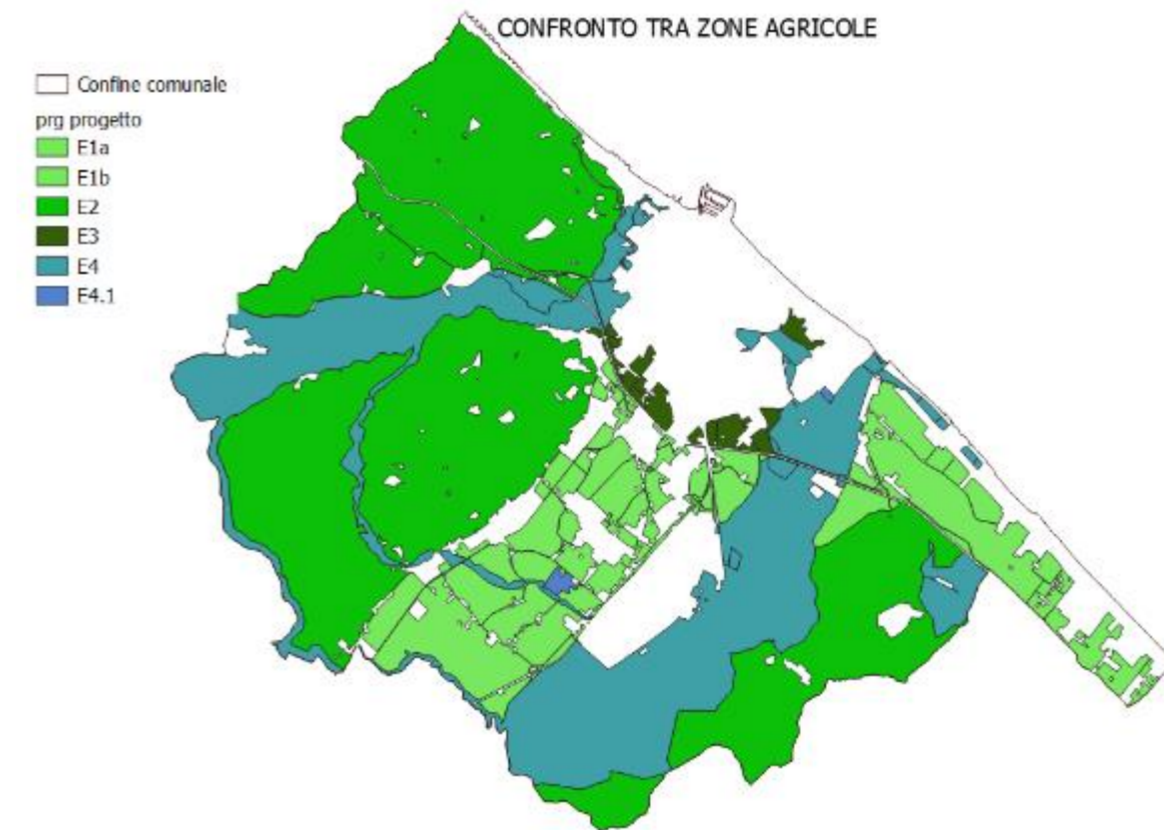 CONFRONTO TRA ZONE AGRICOLE
Confine comunale
prg progetto
E1a
E1b
E2
E3
E4
E4.1